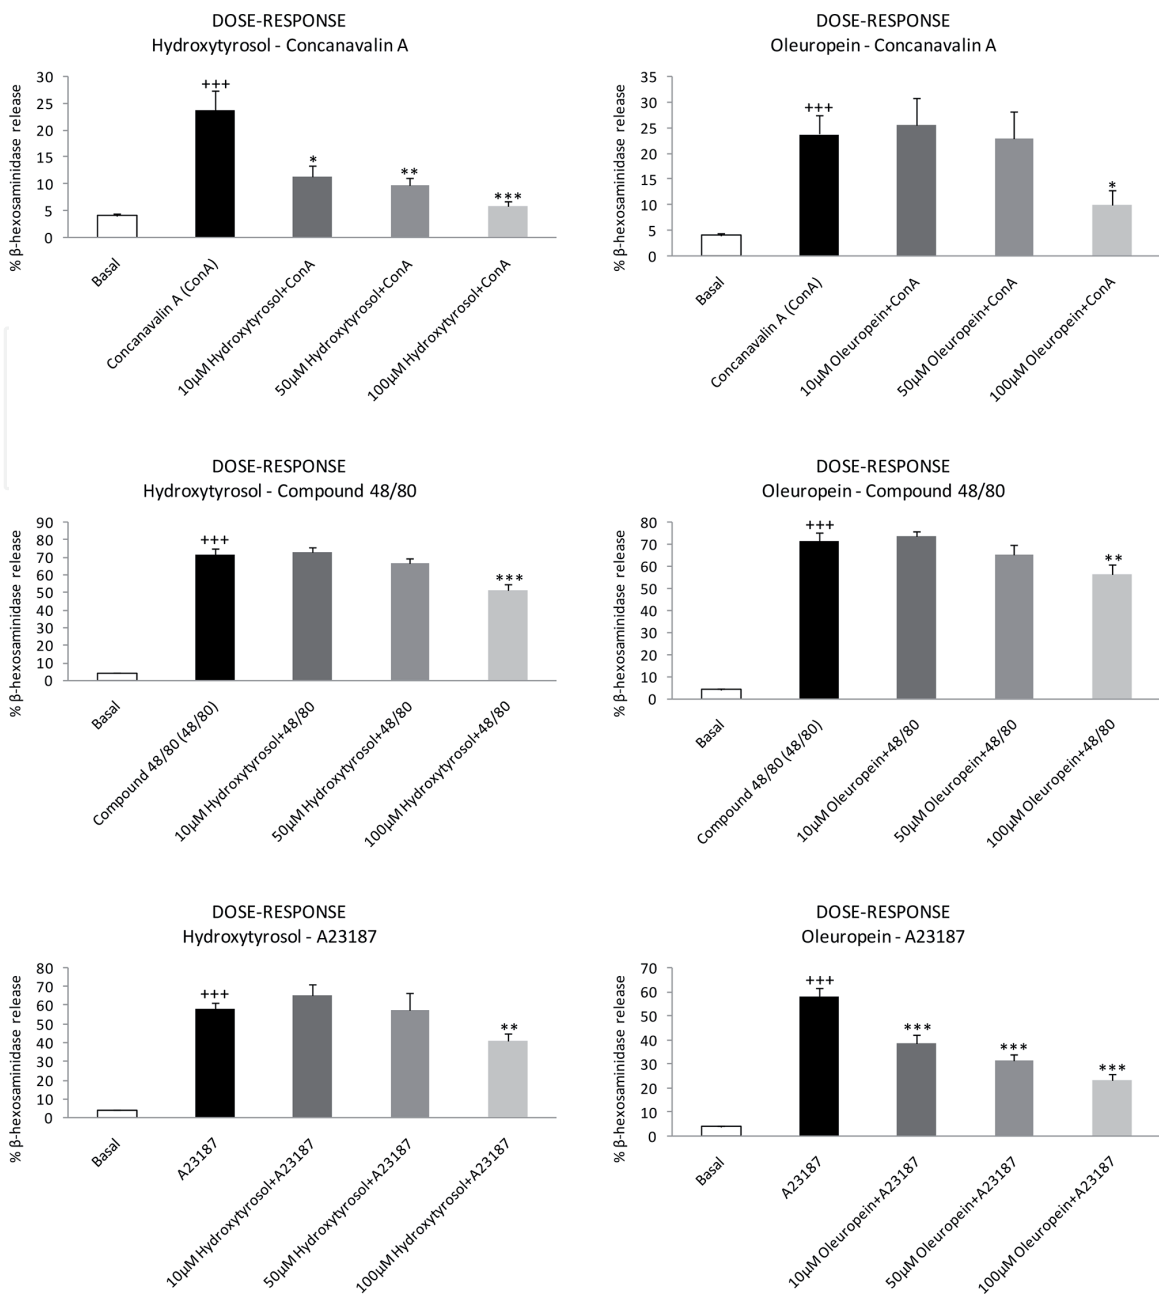 DOSE-RESPONSE
Hydroxytyrosol - Concanavalin A
% β-hexosaminidase release
30
25
20
15
10
5
0
+++
*
**
***
Basal
Concanavalin A (ConA)
10µM Hydroxytyrosol+ConA
50µM Hydroxytyrosol+ConA
100µM Hydroxytyrosol+ConA
DOSE-RESPONSE
Oleuropein - Concanavalin A
% β-hexosaminidase release
35
30
25
20
15
10
5
0
+++
*
Basal
Concanavalin A (ConA)
10µM Oleuropein+ConA
50µM Oleuropein+ConA
100µM Oleuropein+ConA
DOSE-RESPONSE
Hydroxytyrosol - Compound 48/80
% β-hexosaminidase release
90
80
70
60
50
40
30
20
10
0
+++
***
Basal
Compound 48/80 (48/80)
10µM Hydroxytyrosol+48/80
50µM Hydroxytyrosol+48/80
100µM Hydroxytyrosol+48/80
DOSE-RESPONSE
Oleuropein - Compound 48/80
% β-hexosaminidase release
80
70
60
50
40
30
20
10
0
+++
**
Basal
Compound 48/80 (48/80)
10µM Oleuropein+48/80
50µM Oleuropein+48/80
100µM Oleuropein+48/80
DOSE-RESPONSE
Hydroxytyrosol - A23187
% β-hexosaminidase release
80
70
60
50
40
30
20
10
0
+++
**
Basal
A23187
10µM Hydroxytyrosol+A23187
50µM Hydroxytyrosol+A23187
100µM Hydroxytyrosol+A23187
DOSE-RESPONSE
Oleuropein - A23187
% β-hexosaminidase release
70
60
50
40
30
20
10
0
+++
***
***
***
Basal
A23187
10µM Oleuropein+A23187
50µM Oleuropein+A23187
100µM Oleuropein+A23187